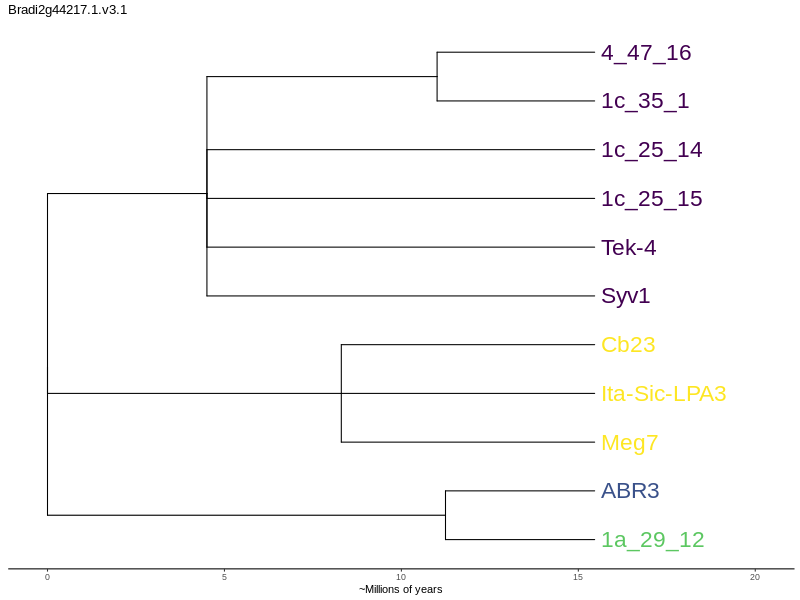 Bradi2g44217.1.v3.1
4_47_16
1c_35_1
1c_25_14
1c_25_15
Tek-4
Syv1
Cb23
Ita-Sic-LPA3
Meg7
ABR3
1a_29_12
0 5 10 15 20
~Millions of years